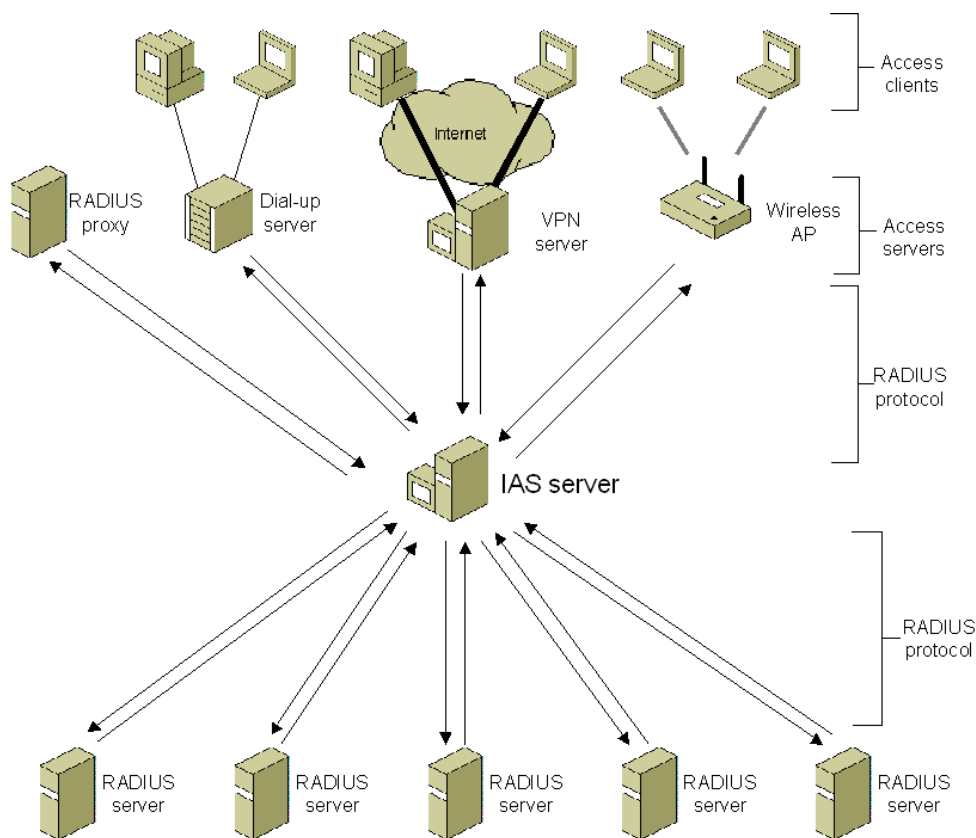 Access
clients
Internet
RADIUS
proxy
Dial-up
server
VPN
server
Wireless
AP
Access
servers
RADIUS
protocol
IAS server
RADIUS
protocol
RADIUS
server
RADIUS
server
RADIUS
server
RADIUS
server
RADIUS
server